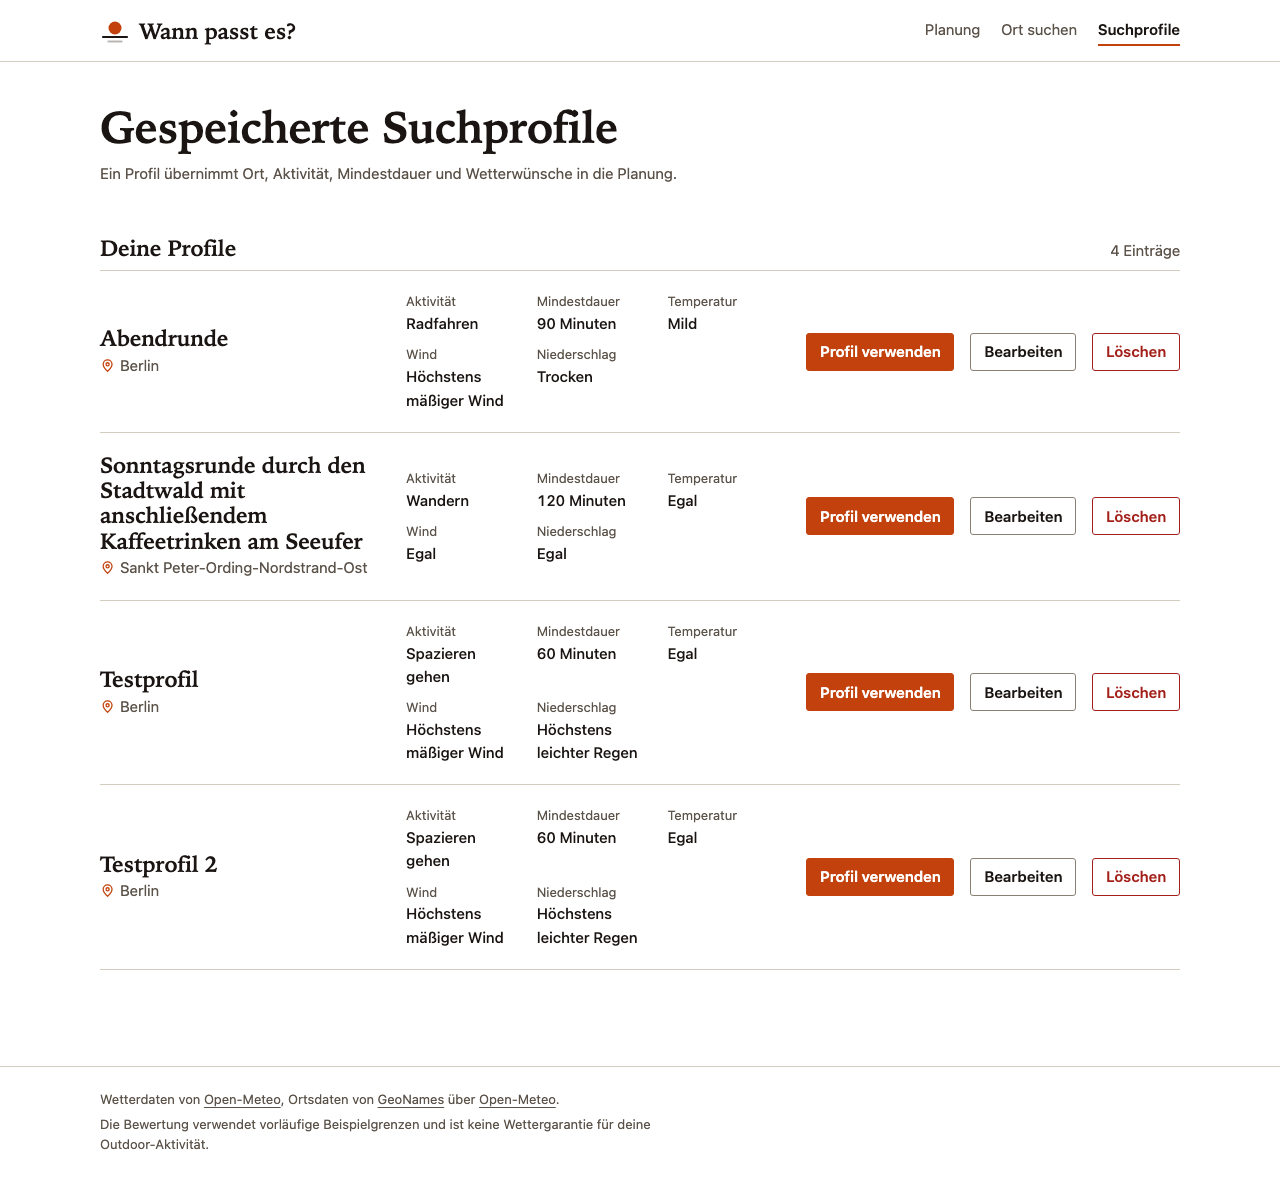 Wann passt es?
Planung
Ort suchen
Suchprofile
Gespeicherte Suchprofile
Ein Profil übernimmt Ort, Aktivität, Mindestdauer und Wetterwünsche in die Planung.
Deine Profile
4 Einträge
Abendrunde
Berlin
Aktivität
Radfahren
Mindestdauer
90 Minuten
Temperatur
Mild
Wind
Höchstens
mäßiger Wind
Niederschlag
Trocken
Profil verwenden
Bearbeiten
Löschen
Sonntagsrunde durch den
Stadtwald mit
anschließendem
Kaffeetrinken am Seeufer
Sankt Peter-Ording-Nordstrand-Ost
Aktivität
Wandern
Mindestdauer
120 Minuten
Temperatur
Egal
Wind
Egal
Niederschlag
Egal
Profil verwenden
Bearbeiten
Löschen
Testprofil
Berlin
Aktivität
Spazieren
gehen
Mindestdauer
60 Minuten
Temperatur
Egal
Wind
Höchstens
mäßiger Wind
Niederschlag
Höchstens
leichter Regen
Profil verwenden
Bearbeiten
Löschen
Testprofil 2
Berlin
Aktivität
Spazieren
gehen
Mindestdauer
60 Minuten
Temperatur
Egal
Wind
Höchstens
mäßiger Wind
Niederschlag
Höchstens
leichter Regen
Profil verwenden
Bearbeiten
Löschen
Wetterdaten von Open-Meteo, Ortsdaten von GeoNames über Open-Meteo.
Die Bewertung verwendet vorläufige Beispielgrenzen und ist keine Wettergarantie für deine
Outdoor-Aktivität.